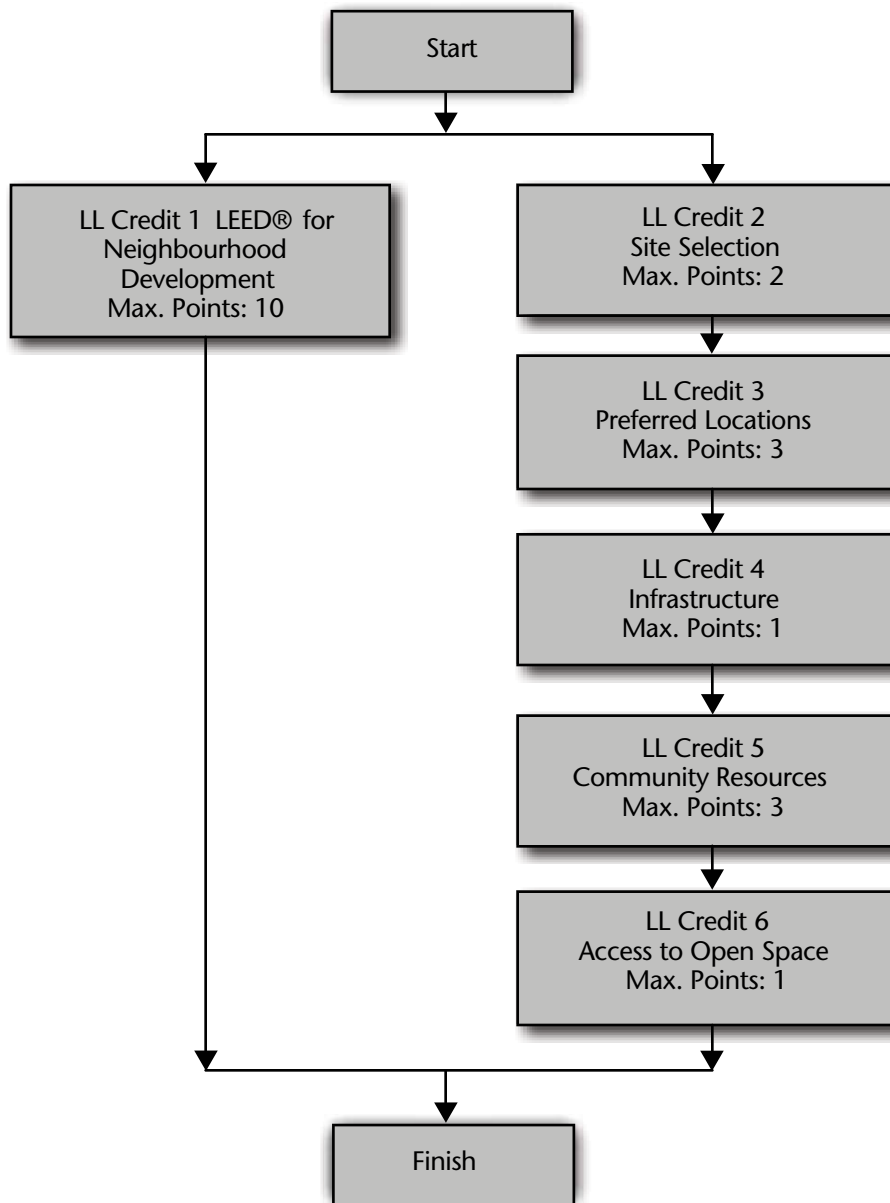 Start
LL Credit 1  LEED® for
Neighbourhood
Development
Max. Points: 10
LL Credit 2
Site Selection
Max. Points: 2
LL Credit 3
Preferred Locations
Max. Points: 3
LL Credit 4
Infrastructure
Max. Points: 1
LL Credit 5
Community Resources
Max. Points: 3
LL Credit 6
Access to Open Space
Max. Points: 1
Finish